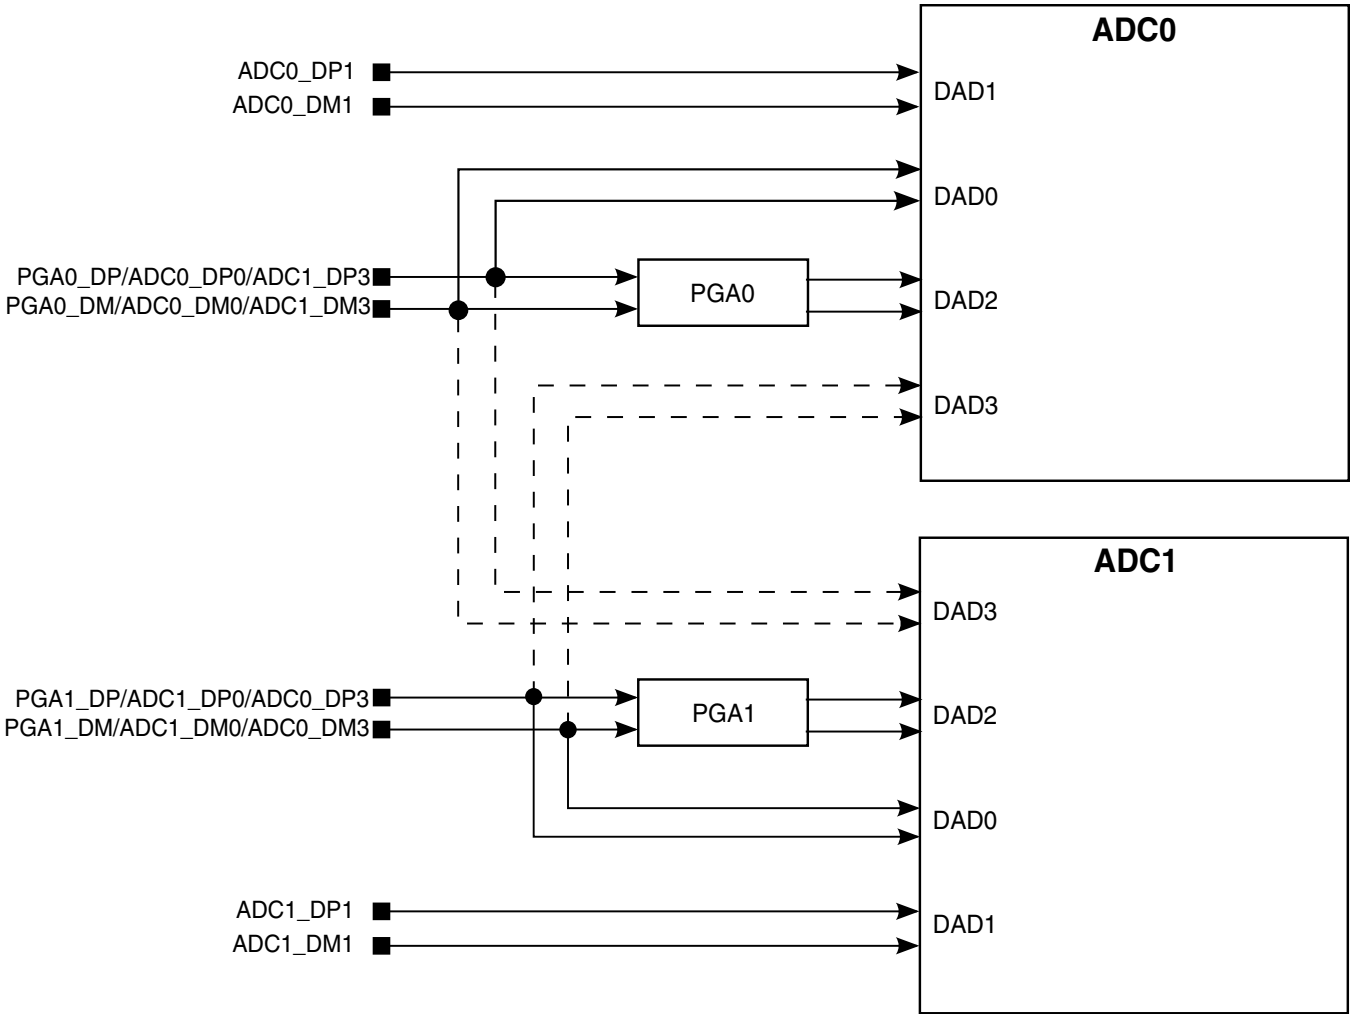 ADC0
ADC0_DP1
DAD1
ADC0_DM1
DAD0
PGA0_DP/ADC0_DP0/ADC1_DP3
PGA0
PGA0_DM/ADC0_DM0/ADC1_DM3
DAD2
DAD3
ADC1
DAD3
PGA1_DP/ADC1_DP0/ADC0_DP3
PGA1
PGA1_DM/ADC1_DM0/ADC0_DM3
DAD2
DAD0
ADC1_DP1
DAD1
ADC1_DM1